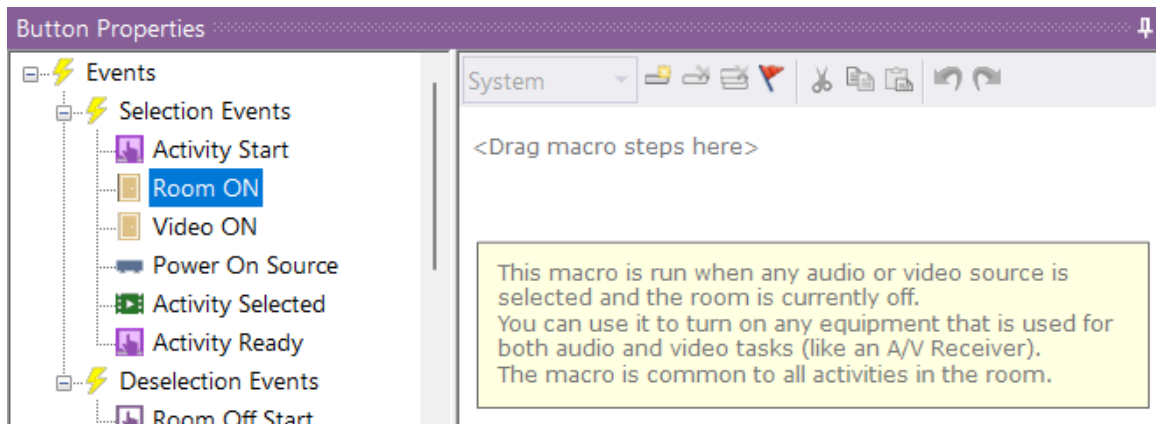 Button Properties
Events
Selection Events
Activity Start
Room ON
Video ON
Power On Source
Activity Selected
Activity Ready
Deselection Events
Room Off Start
System
<Drag macro steps here>
This macro is run when any audio or video source is
selected and the room is currently off.
You can use it to turn on any equipment that is used for
both audio and video tasks (like an A/V Receiver).
The macro is common to all activities in the room.